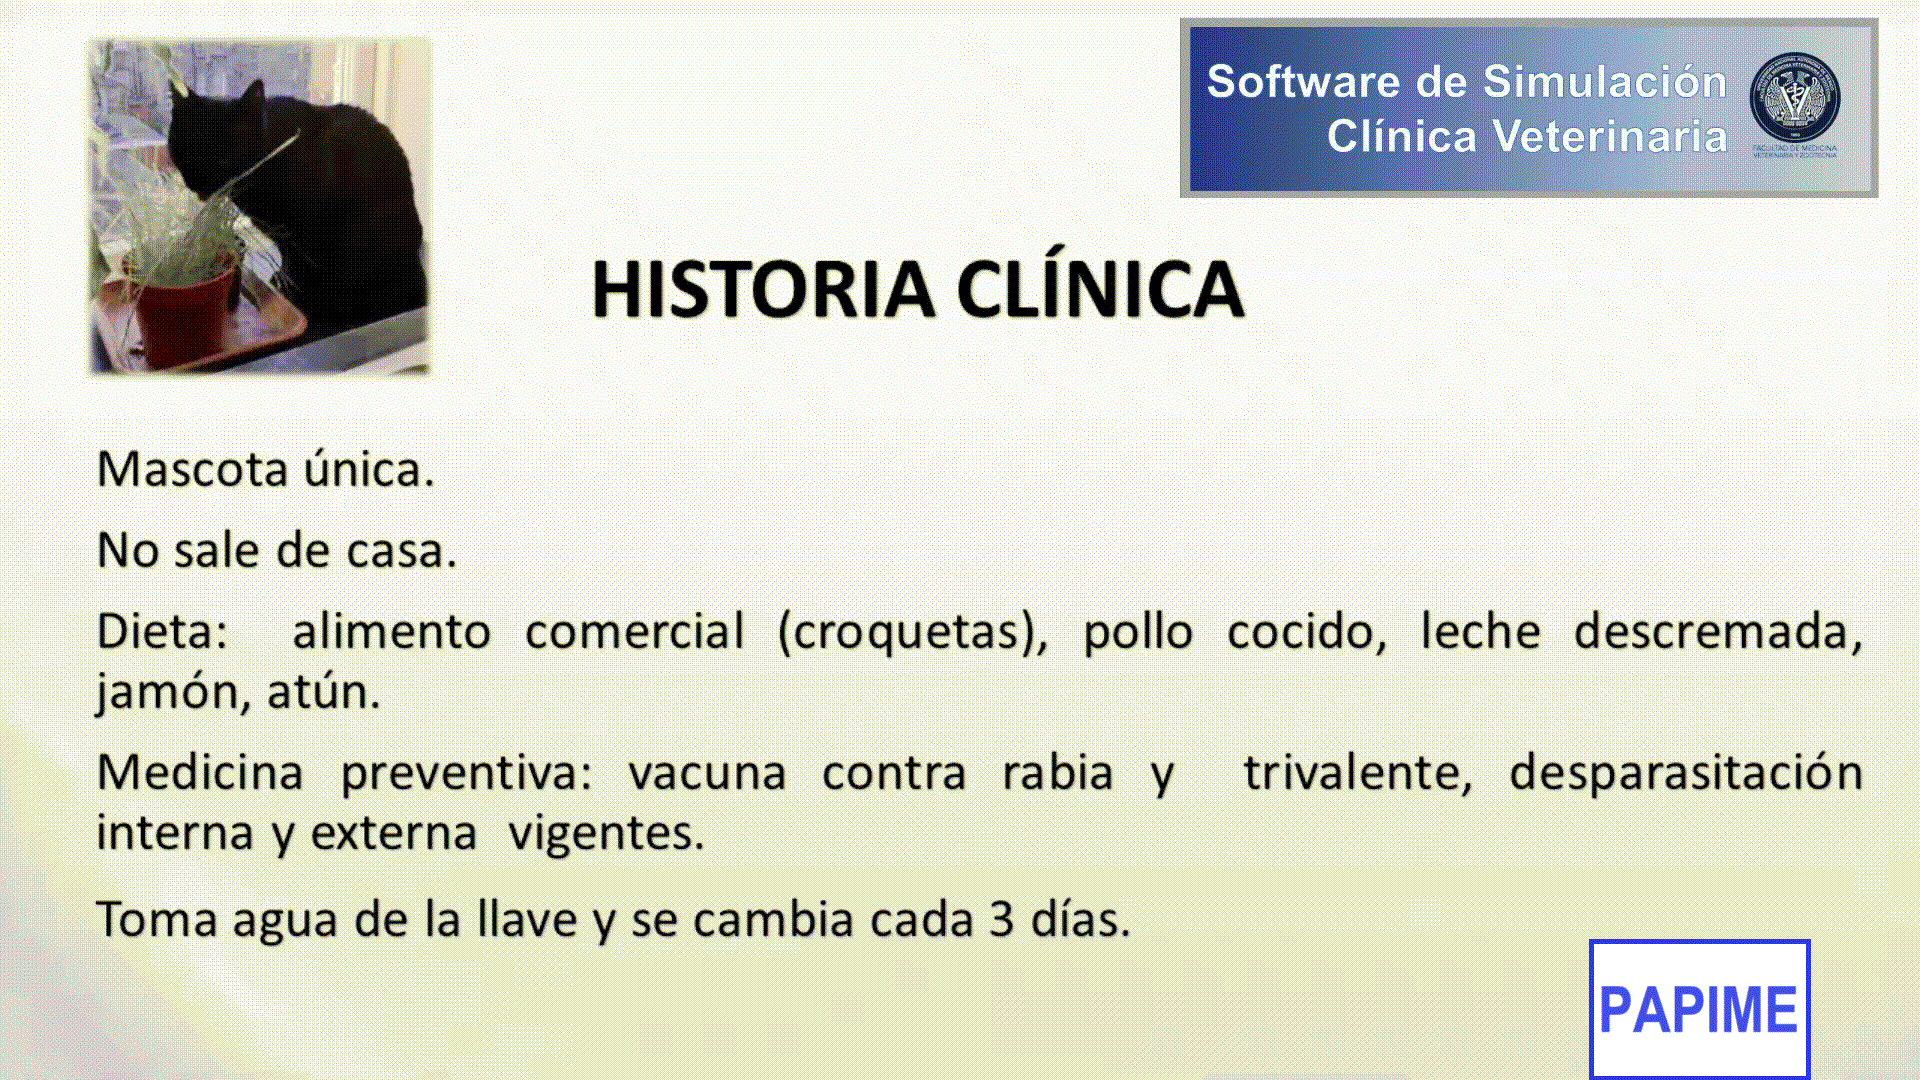 Software de Simulación
Clínica Veterinaria
FACULTAD DE MEDICINA
VETERINARIA Y ZOOTECNIA
HISTORIA CLÍNICA
Mascota única.
No sale de casa.
Dieta: alimento comercial (croquetas), pollo cocido, leche descremada,
jamón, atún.
Medicina preventiva: vacuna contra rabia y trivalente, desparasitación
interna y externa vigentes.
Toma agua de la llave y se cambia cada 3 días.
PAPIME